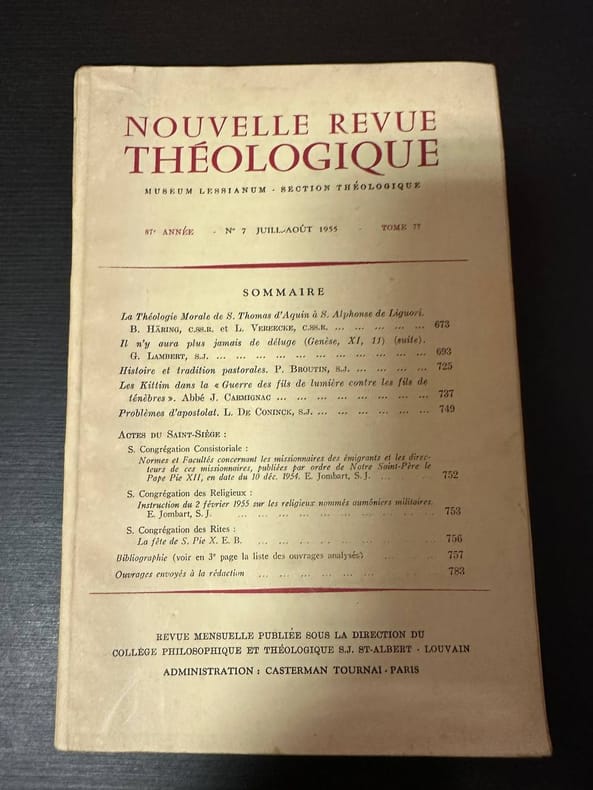 NOUVELLE REVUE
THÉOLOGIQUE
MUSEUM LESSIANUM - SECTION THÉOLOGIQUE
87e ANNÉE - No 7 JUILL.-AOÛT 1955 - TOME 77
SOMMAIRE
La Théologie Morale de S. Thomas d'Aquin à S. Alphonse de Liguori.
B. HÄRING, C.SS.R. et L. VEREECKE, C.SS.R. ... ... ... ... ... ... 673
Il n'y aura plus jamais de déluge (Genèse, XI, 11) (suite).
G. LAMBERT, S.J. ... ... ... ... ... ... ... ... ... ... ... ... 693
Histoire et tradition pastorales. P. BROUTIN, S.J. ... ... ... ... ... 725
Les Kittim dans la « Guerre des fils de lumière contre les fils de
ténèbres ». Abbé J. CARMIGNAC ... ... ... ... ... ... ... ... 737
Problèmes d'apostolat. L. DE CONINCK, S.J. ... ... ... ... ... ... 749
ACTES DU SAINT-SIÈGE :
S. Congrégation Consistoriale :
Normes et Facultés concernant les missionnaires des émigrants et les direc-
teurs de ces missionnaires, publiées par ordre de Notre Saint-Père le
Pape Pie XII, en date du 10 déc. 1954. E. Jombart, S. J. ... ... ... 752
S. Congrégation des Religieux :
Instruction du 2 février 1955 sur les religieux nommés aumôniers militaires.
E. Jombart, S. J. ... ... ... ... ... ... ... ... ... ... 753
S. Congrégation des Rites :
La fête de S. Pie X. E. B. ... ... ... ... ... ... ... ... ... 756
Bibliographie (voir en 3e page la liste des ouvrages analysés) ... ... ... 757
Ouvrages envoyés à la rédaction ... ... ... ... ... ... ... ... ... 783
REVUE MENSUELLE PUBLIÉE SOUS LA DIRECTION DU
COLLÈGE PHILOSOPHIQUE ET THÉOLOGIQUE S.J. ST-ALBERT - LOUVAIN
ADMINISTRATION : CASTERMAN TOURNAI - PARIS